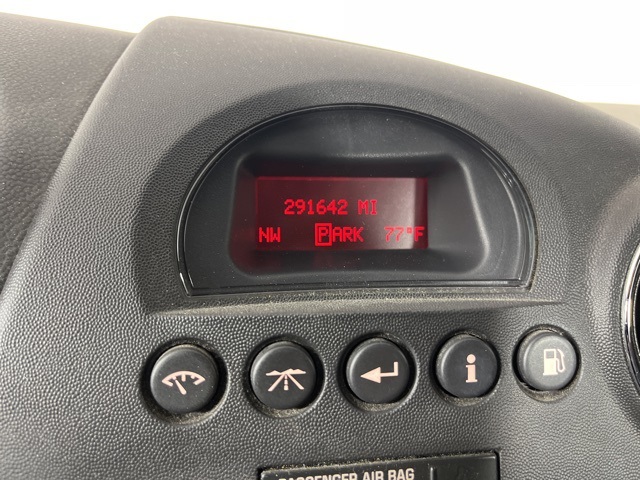 291642 MI
NW PARK 77°F
i
PASSENGER AIR BAG